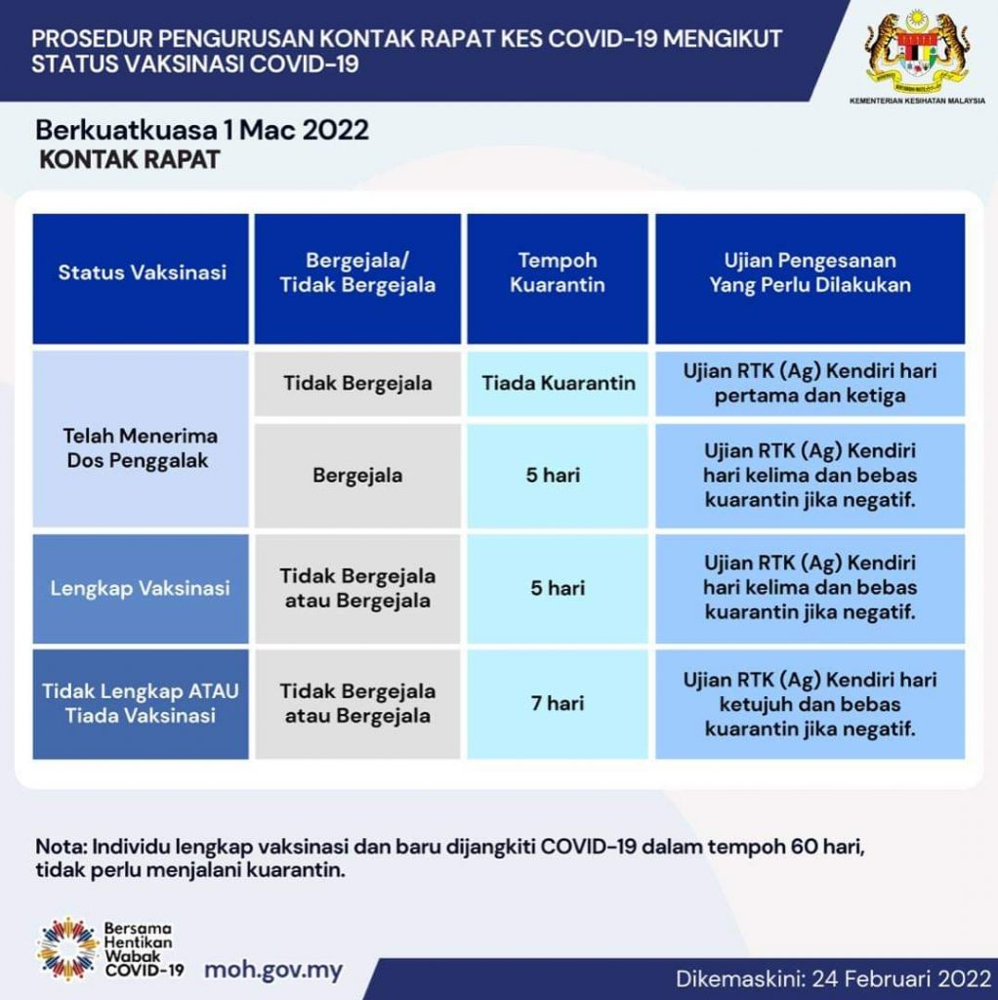 PROSEDUR PENGURUSAN KONTAK RAPAT KES COVID-19 MENGIKUT
STATUS VAKSINASI COVID-19
KEMENTERIAN KESIHATAN MALAYSIA
Berkuatkuasa 1 Mac 2022
KONTAK RAPAT
Status Vaksinasi
Bergejala/
Tidak Bergejala
Tempoh
Kuarantin
Ujian Pengesanan
Yang Perlu Dilakukan
Telah Menerima
Dos Penggalak
Tidak Bergejala
Tiada Kuarantin
Ujian RTK (Ag) Kendiri hari
pertama dan ketiga
Bergejala
5 hari
Ujian RTK (Ag) Kendiri
hari kelima dan bebas
kuarantin jika negatif.
Lengkap Vaksinasi
Tidak Bergejala
atau Bergejala
5 hari
Ujian RTK (Ag) Kendiri
hari kelima dan bebas
kuarantin jika negatif.
Tidak Lengkap ATAU
Tiada Vaksinasi
Tidak Bergejala
atau Bergejala
7 hari
Ujian RTK (Ag) Kendiri hari
ketujuh dan bebas
kuarantin jika negatif.
Nota: Individu lengkap vaksinasi dan baru dijangkiti COVID-19 dalam tempoh 60 hari,
tidak perlu menjalani kuarantin.
Bersama
Hentikan
Wabak
COVID-19
moh.gov.my
Dikemaskini: 24 Februari 2022